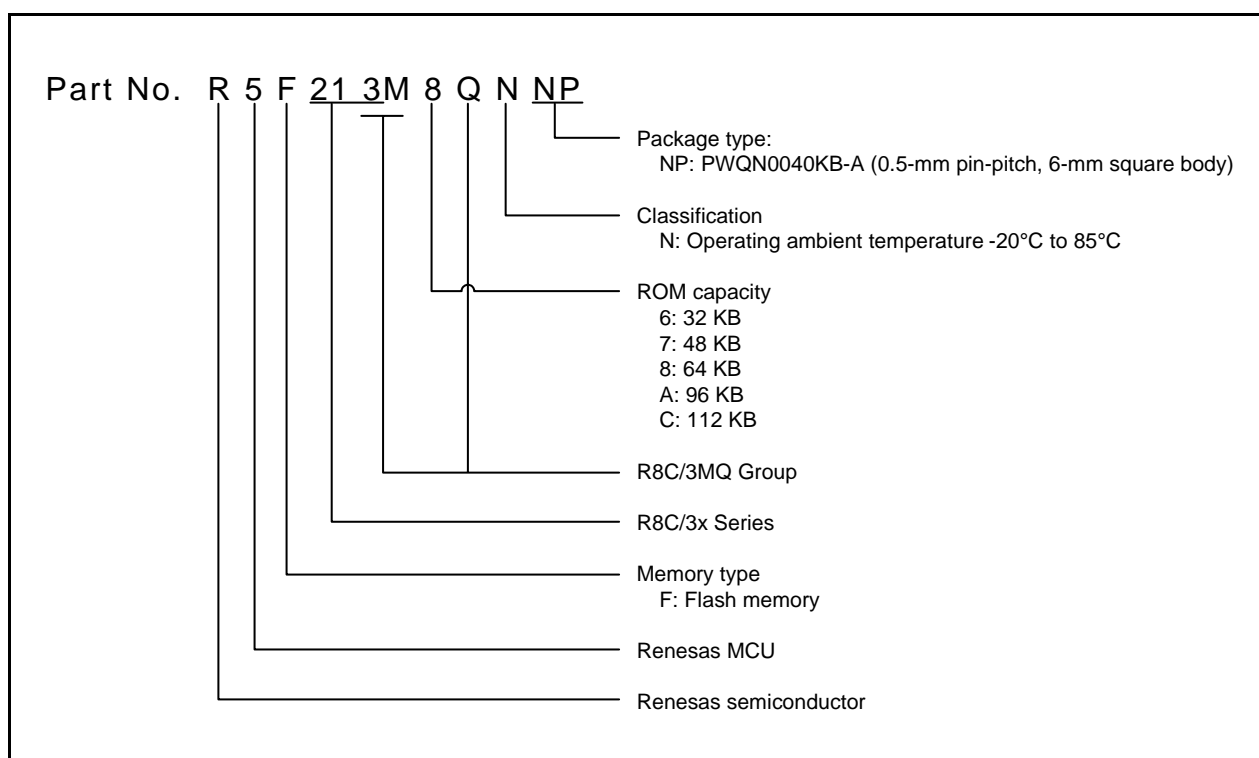 Part No. R 5 F 21 3M 8 Q N NP
Package type:
NP: PWQN0040KB-A (0.5-mm pin-pitch, 6-mm square body)
Classification
N: Operating ambient temperature -20°C to 85°C
ROM capacity
6: 32 KB
7: 48 KB
8: 64 KB
A: 96 KB
C: 112 KB
R8C/3MQ Group
R8C/3x Series
Memory type
F: Flash memory
Renesas MCU
Renesas semiconductor